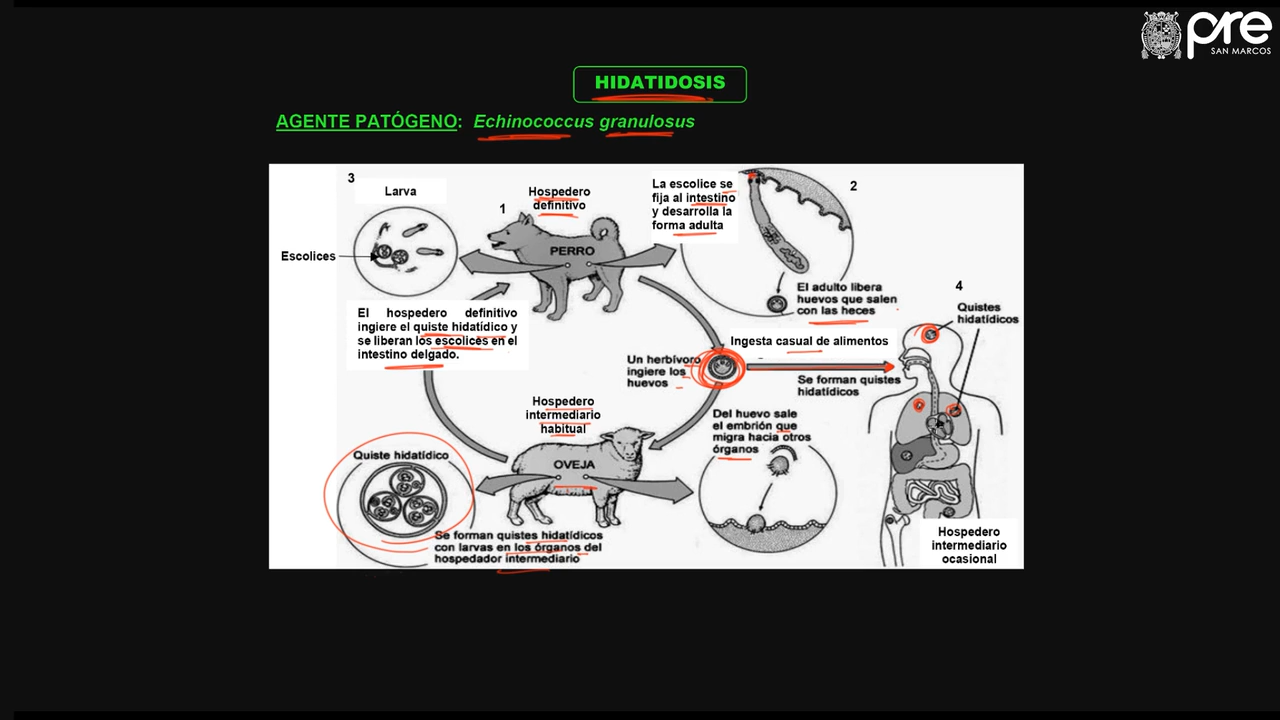 pre
SAN MARCOS
HIDATIDOSIS
AGENTE PATÓGENO: Echinococcus granulosus
3
Larva
Escolices
1
Hospedero
definitivo
PERRO
La escolice se
fija al intestino
y desarrolla la
forma adulta
2
El adulto libera
huevos que salen
con las heces
El hospedero definitivo
ingiere el quiste hidatídico y
se liberan los escolices en el
intestino delgado.
Un herbívoro
ingiere los
huevos
Ingesta casual de alimentos
Se forman quistes
hidatídicos
4
Quistes
hidatídicos
Hospedero
intermediario
habitual
OVEJA
Del huevo sale
el embrión que
migra hacia otros
órganos
Quiste hidatídico
Se forman quistes hidatídicos
con larvas en los órganos del
hospedador intermediario
Hospedero
intermediario
ocasional